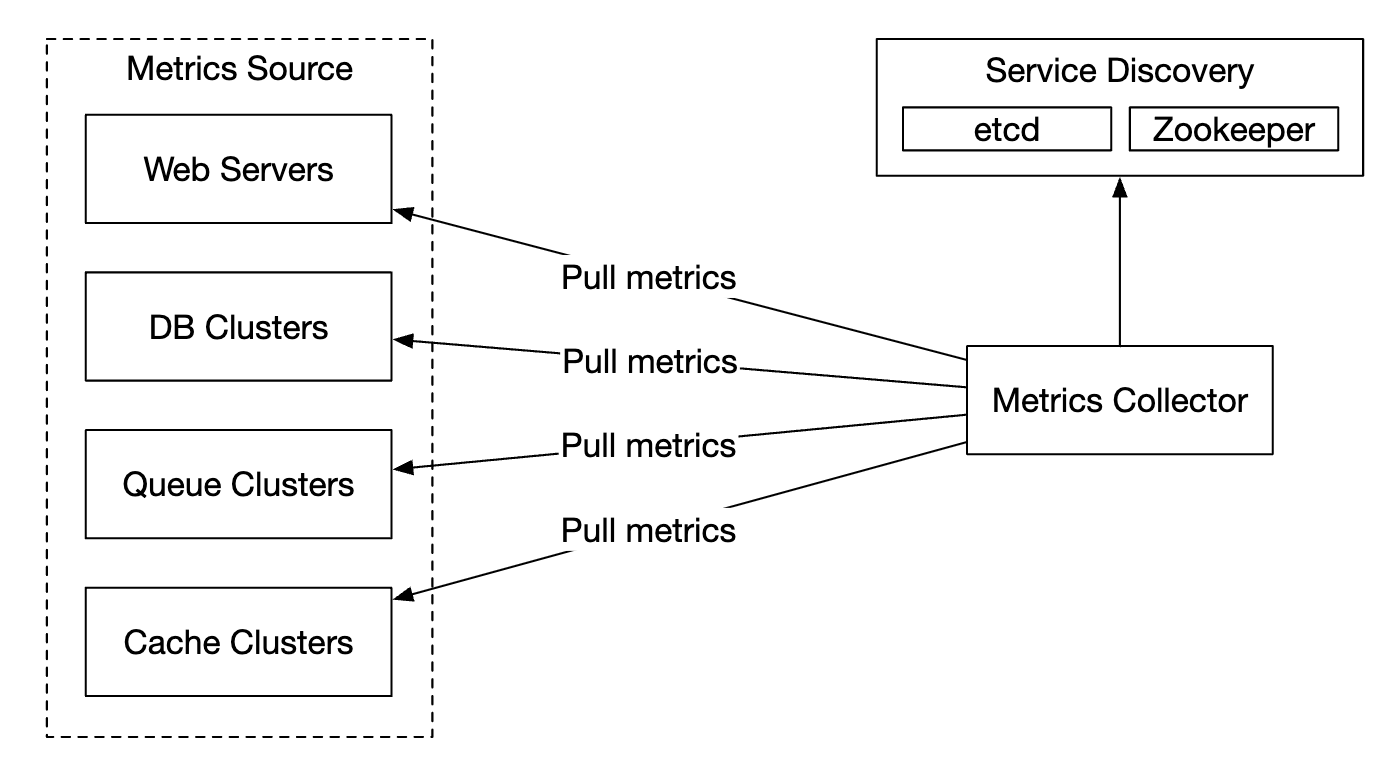 Metrics Source
Web Servers
DB Clusters
Queue Clusters
Cache Clusters
Pull metrics
Pull metrics
Pull metrics
Pull metrics
Service Discovery
etcd
Zookeeper
Metrics Collector